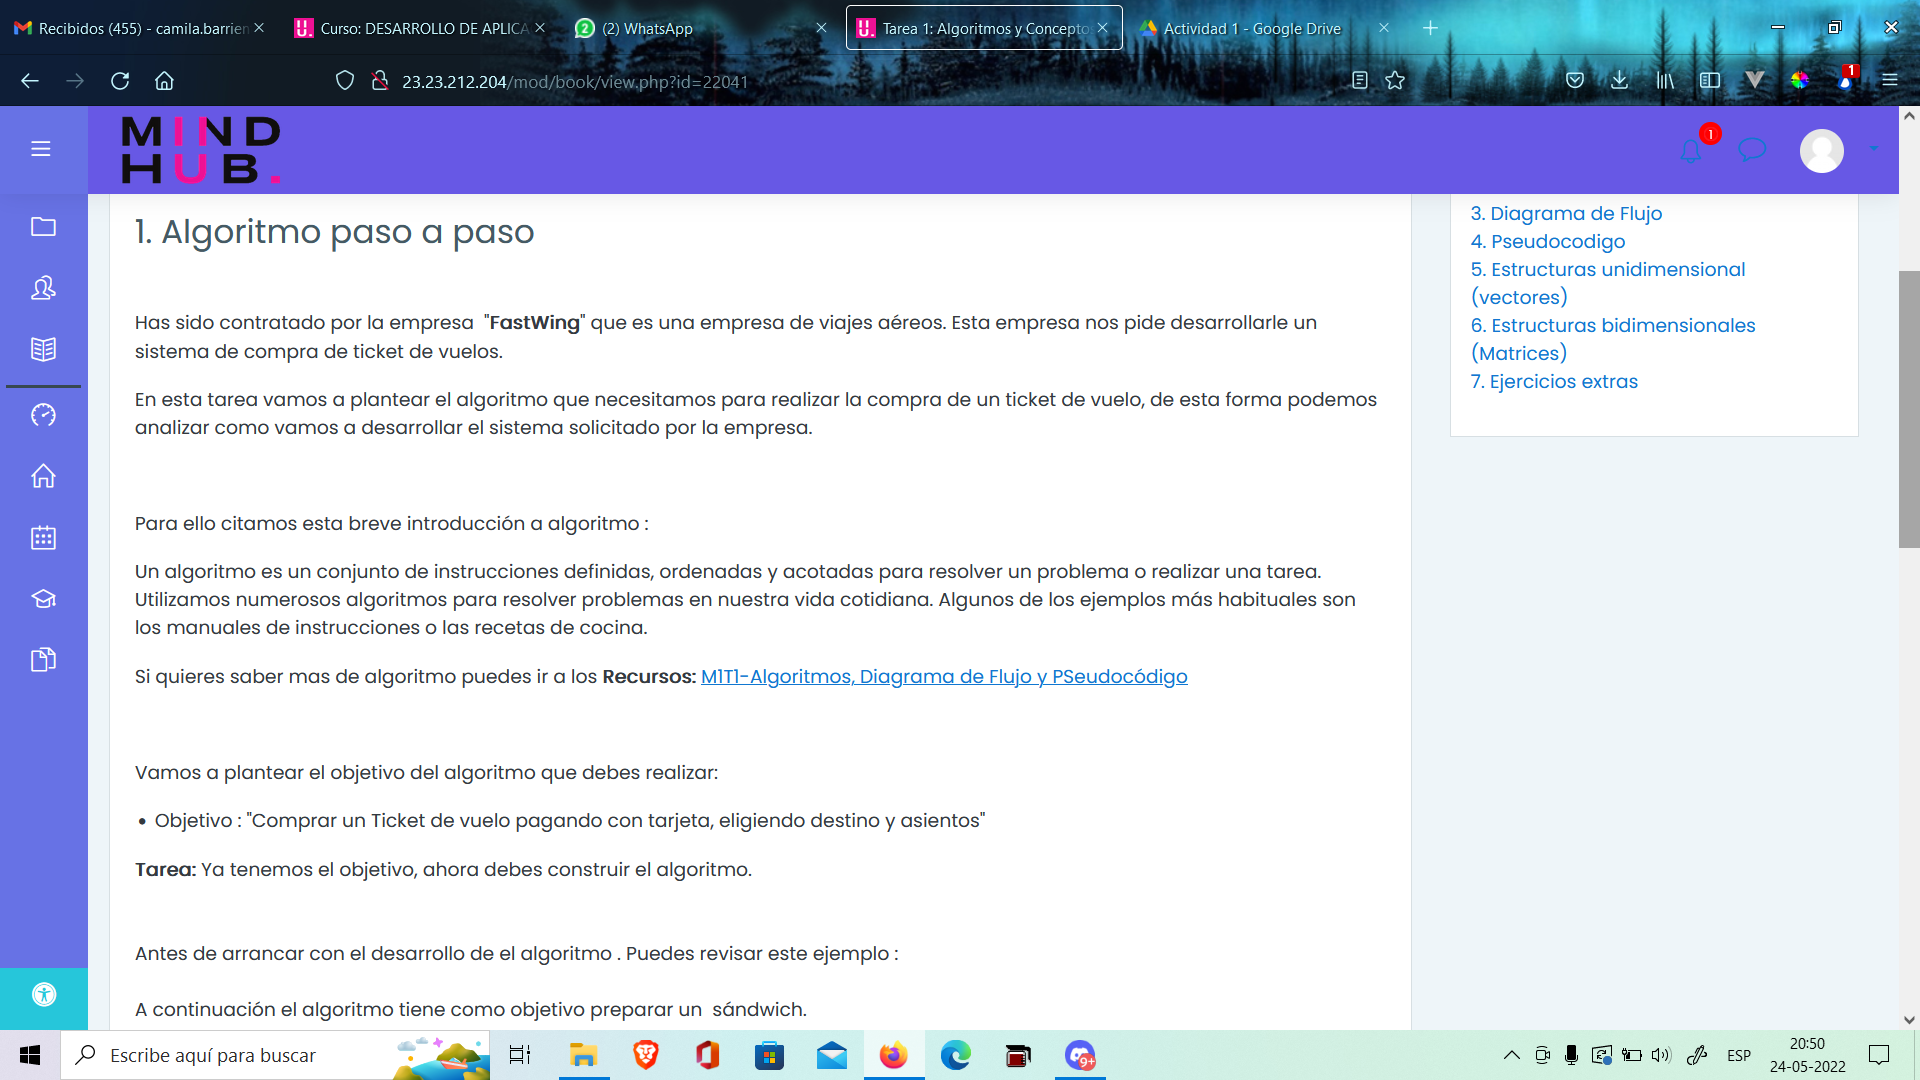 Recibidos (455) - camila.barrien
Curso: DESARROLLO DE APLICA
(2) WhatsApp
Tarea 1: Algoritmos y Concepto
Actividad 1 - Google Drive
23.23.212.204/mod/book/view.php?id=22041
1
MIND
HUB.
1
1. Algoritmo paso a paso
Has sido contratado por la empresa "FastWing" que es una empresa de viajes aéreos. Esta empresa nos pide desarrollarle un
sistema de compra de ticket de vuelos.
En esta tarea vamos a plantear el algoritmo que necesitamos para realizar la compra de un ticket de vuelo, de esta forma podemos
analizar como vamos a desarrollar el sistema solicitado por la empresa.
Para ello citamos esta breve introducción a algoritmo :
Un algoritmo es un conjunto de instrucciones definidas, ordenadas y acotadas para resolver un problema o realizar una tarea.
Utilizamos numerosos algoritmos para resolver problemas en nuestra vida cotidiana. Algunos de los ejemplos más habituales son
los manuales de instrucciones o las recetas de cocina.
Si quieres saber mas de algoritmo puedes ir a los Recursos: M1T1-Algoritmos, Diagrama de Flujo y PSeudocódigo
Vamos a plantear el objetivo del algoritmo que debes realizar:
• Objetivo : "Comprar un Ticket de vuelo pagando con tarjeta, eligiendo destino y asientos"
Tarea: Ya tenemos el objetivo, ahora debes construir el algoritmo.
Antes de arrancar con el desarrollo de el algoritmo . Puedes revisar este ejemplo :
A continuación el algoritmo tiene como objetivo preparar un sándwich.
3. Diagrama de Flujo
4. Pseudocodigo
5. Estructuras unidimensional
(vectores)
6. Estructuras bidimensionales
(Matrices)
7. Ejercicios extras
Escribe aquí para buscar
9+
ESP
20:50
24-05-2022